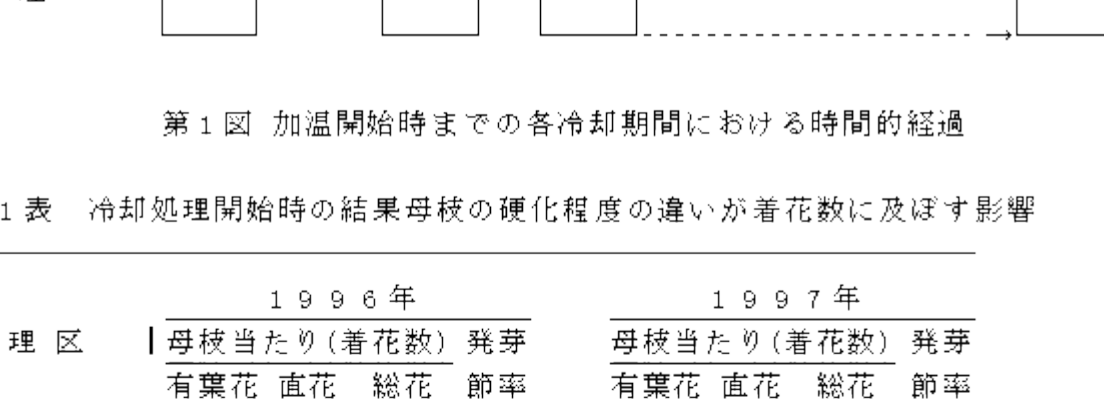 第1図 加温開始時までの各冷却期間における時間的経過
1表 冷却処理開始時の結果母枝の硬化程度の違いが着花数に及ぼす影響
1996年 1997年
理区 母枝当たり(着花数) 発芽 母枝当たり(着花数) 発芽
有葉花 直花 総花 節率 有葉花 直花 総花 節率